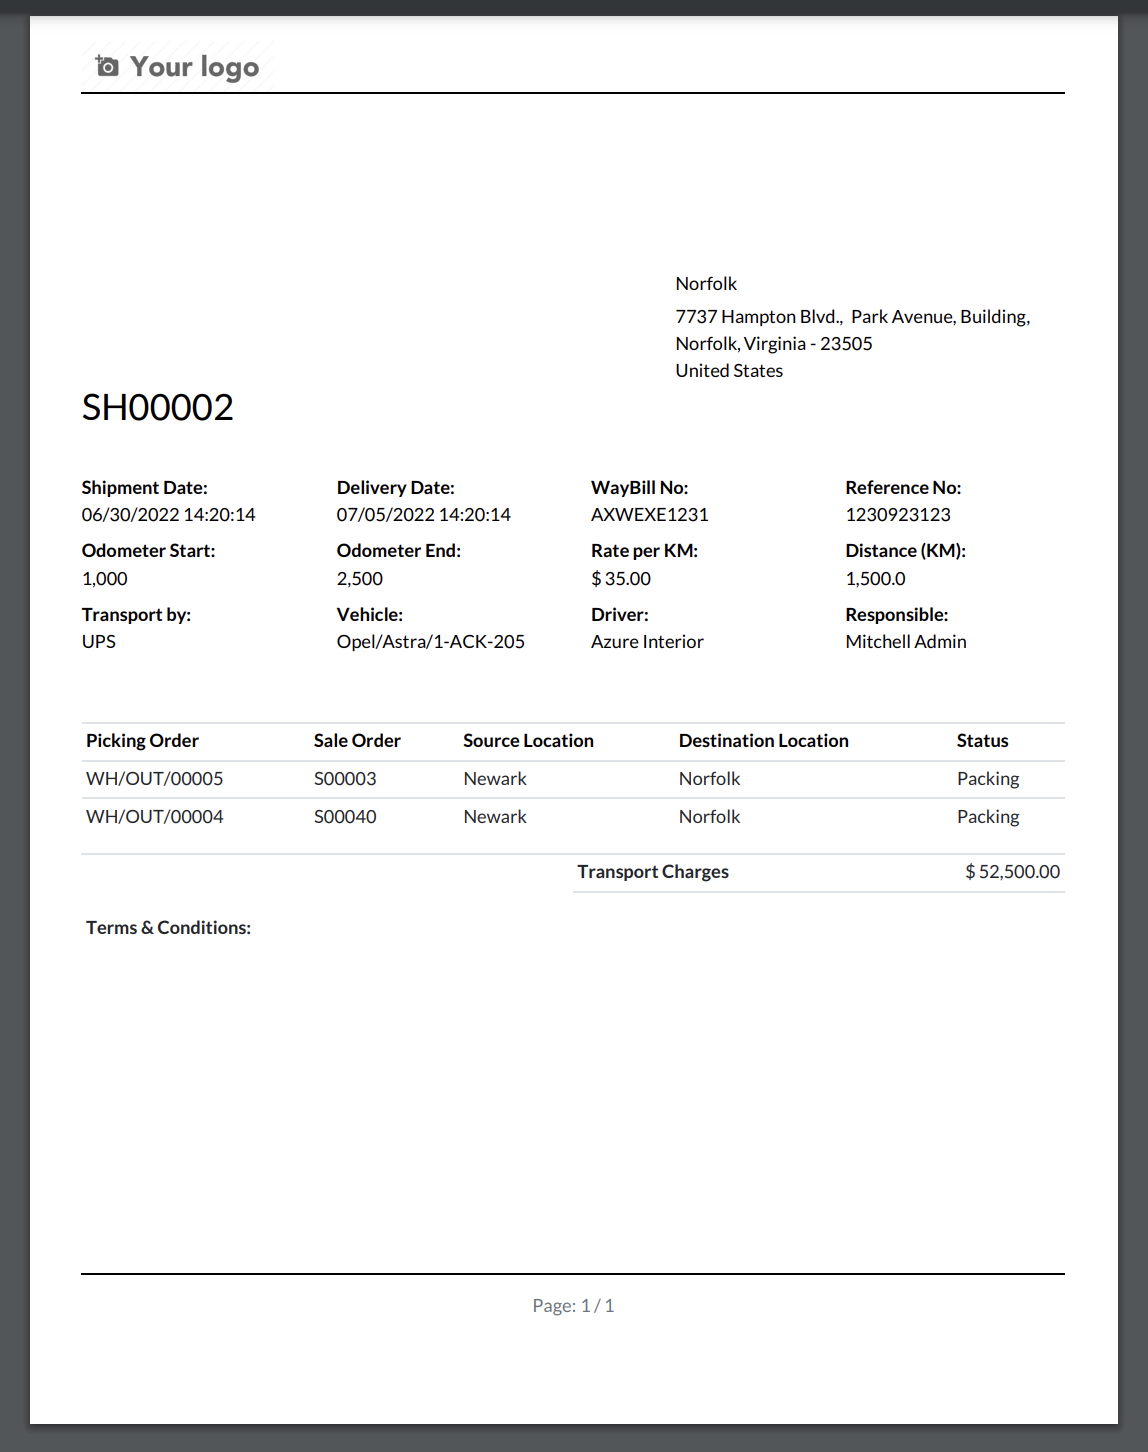 Your logo
Norfolk
7737 Hampton Blvd.,  Park Avenue, Building,
Norfolk, Virginia - 23505
United States
SH00002
Shipment Date: Delivery Date: WayBill No: Reference No:
06/30/2022 14:20:14 07/05/2022 14:20:14 AXWEXE1231 1230923123
Odometer Start: Odometer End: Rate per KM: Distance (KM):
1,000 2,500 $ 35.00 1,500.0
Transport by: Vehicle: Driver: Responsible:
UPS Opel/Astra/1-ACK-205 Azure Interior Mitchell Admin
Picking Order Sale Order Source Location Destination Location Status
WH/OUT/00005 S00003 Newark Norfolk Packing
WH/OUT/00004 S00040 Newark Norfolk Packing
Transport Charges $ 52,500.00
Terms & Conditions:
Page: 1 / 1